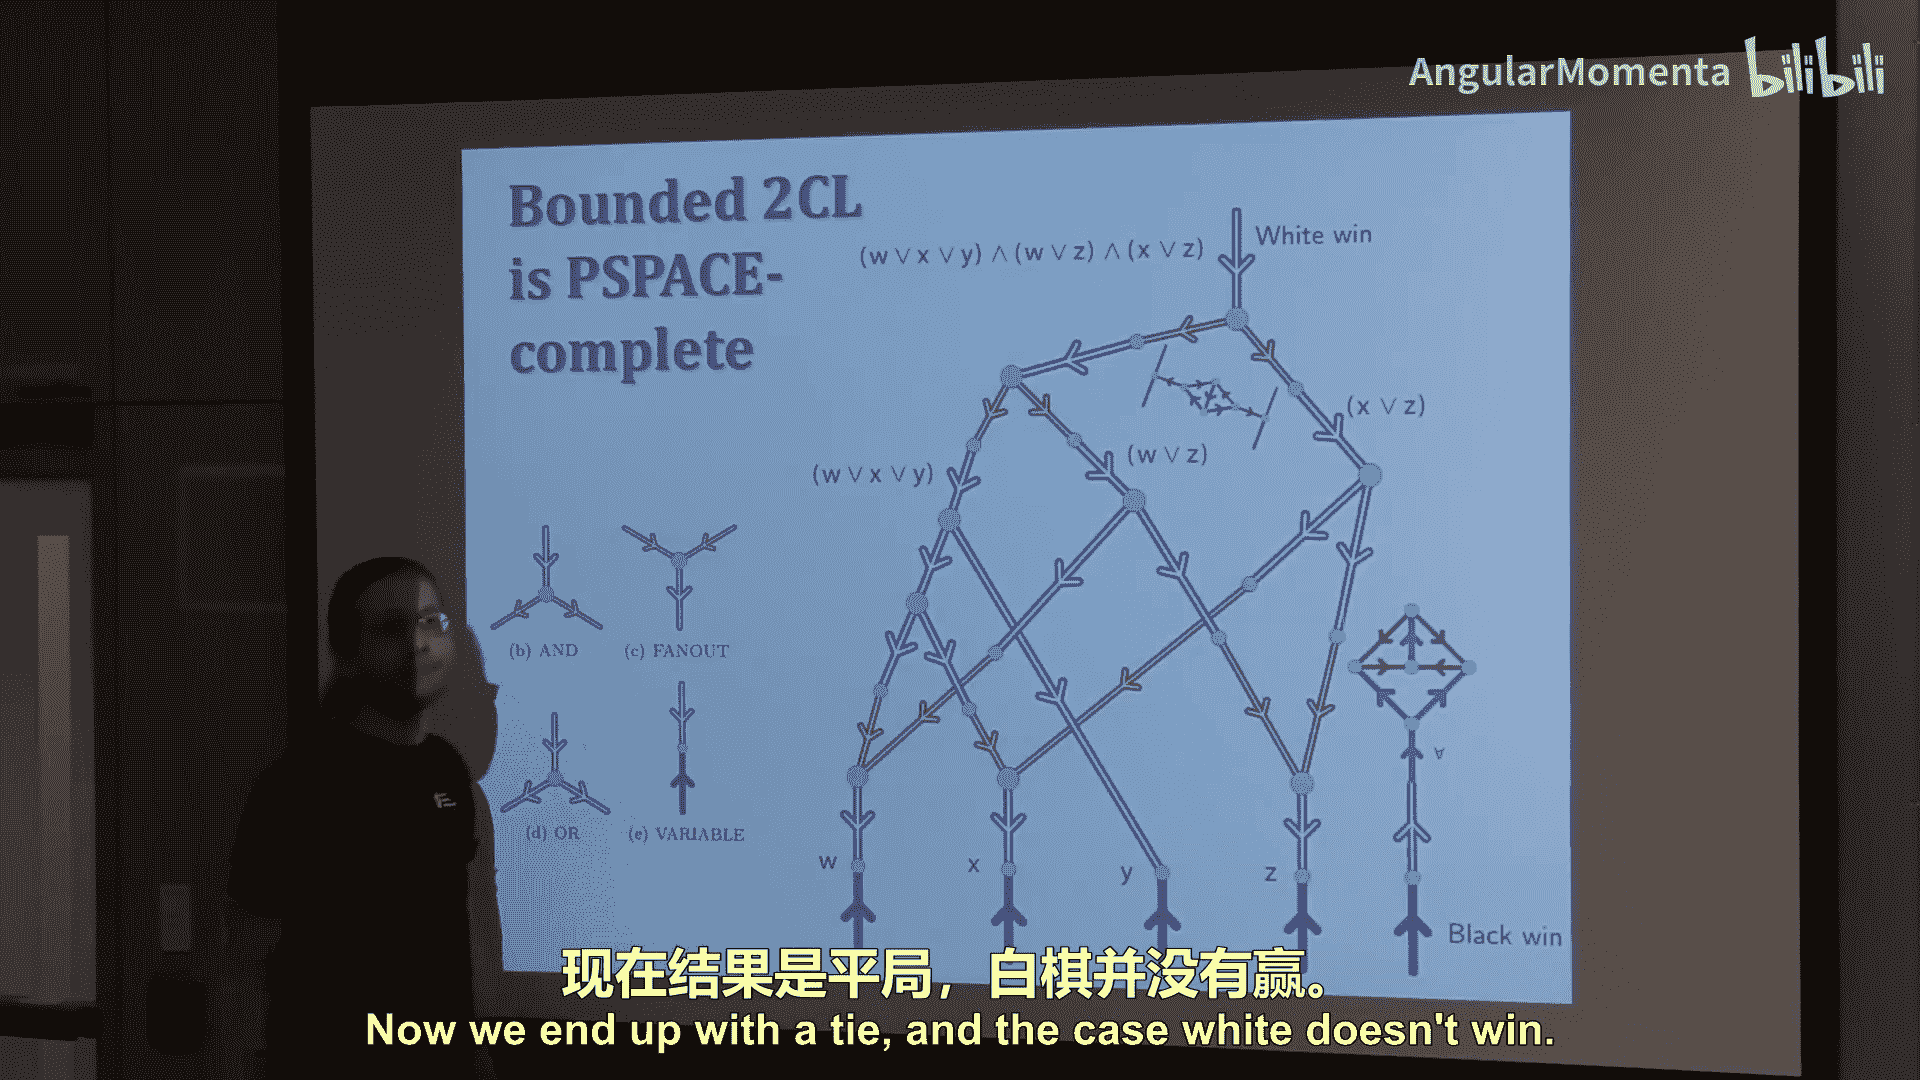 AngularMomenta bilibili
Bounded 2CL
is PSPACE-
complete
(w ∨ x ∨ y) ∧ (w ∨ z) ∧ (x ∨ z)
White win
(x ∨ z)
(w ∨ z)
(w ∨ x ∨ y)
(b) AND
(c) FANOUT
(d) OR
(e) VARIABLE
∀
w
x
y
z
Black win
现在结果是平局，白棋并没有赢。
Now we end up with a tie, and the case white doesn't win.